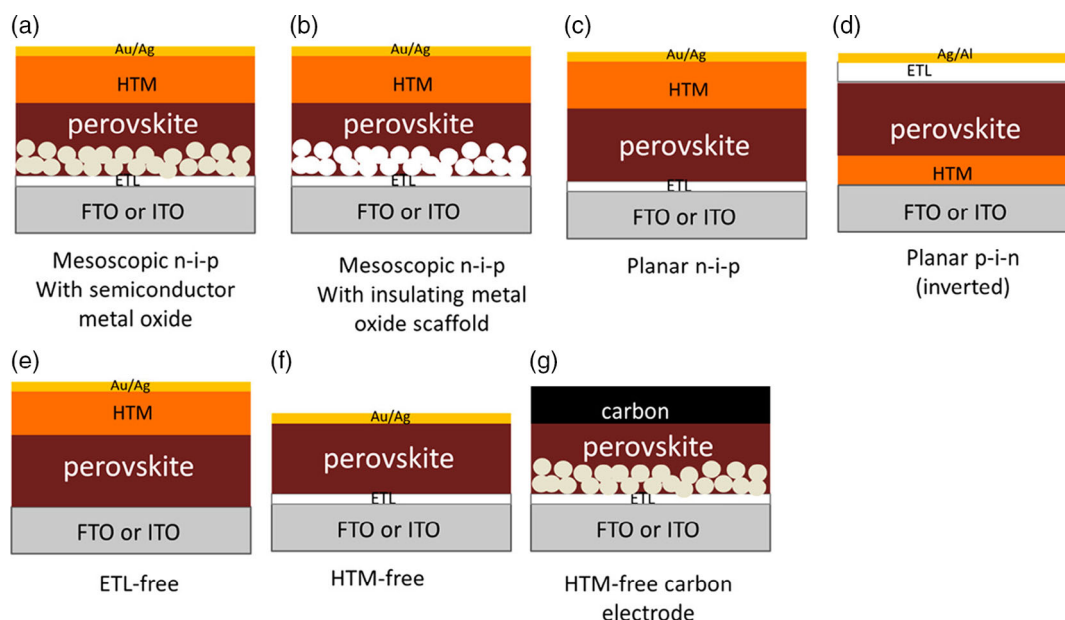 (a)
Au/Ag
HTM
perovskite
ETL
FTO or ITO
Mesoscopic n-i-p
With semiconductor
metal oxide
(b)
Au/Ag
HTM
perovskite
ETL
FTO or ITO
Mesoscopic n-i-p
With insulating metal
oxide scaffold
(c)
Au/Ag
HTM
perovskite
ETL
FTO or ITO
Planar n-i-p
(d)
Ag/Al
ETL
perovskite
HTM
FTO or ITO
Planar p-i-n
(inverted)
(e)
Au/Ag
HTM
perovskite
FTO or ITO
ETL-free
(f)
Au/Ag
perovskite
ETL
FTO or ITO
HTM-free
(g)
carbon
perovskite
ETL
FTO or ITO
HTM-free carbon
electrode